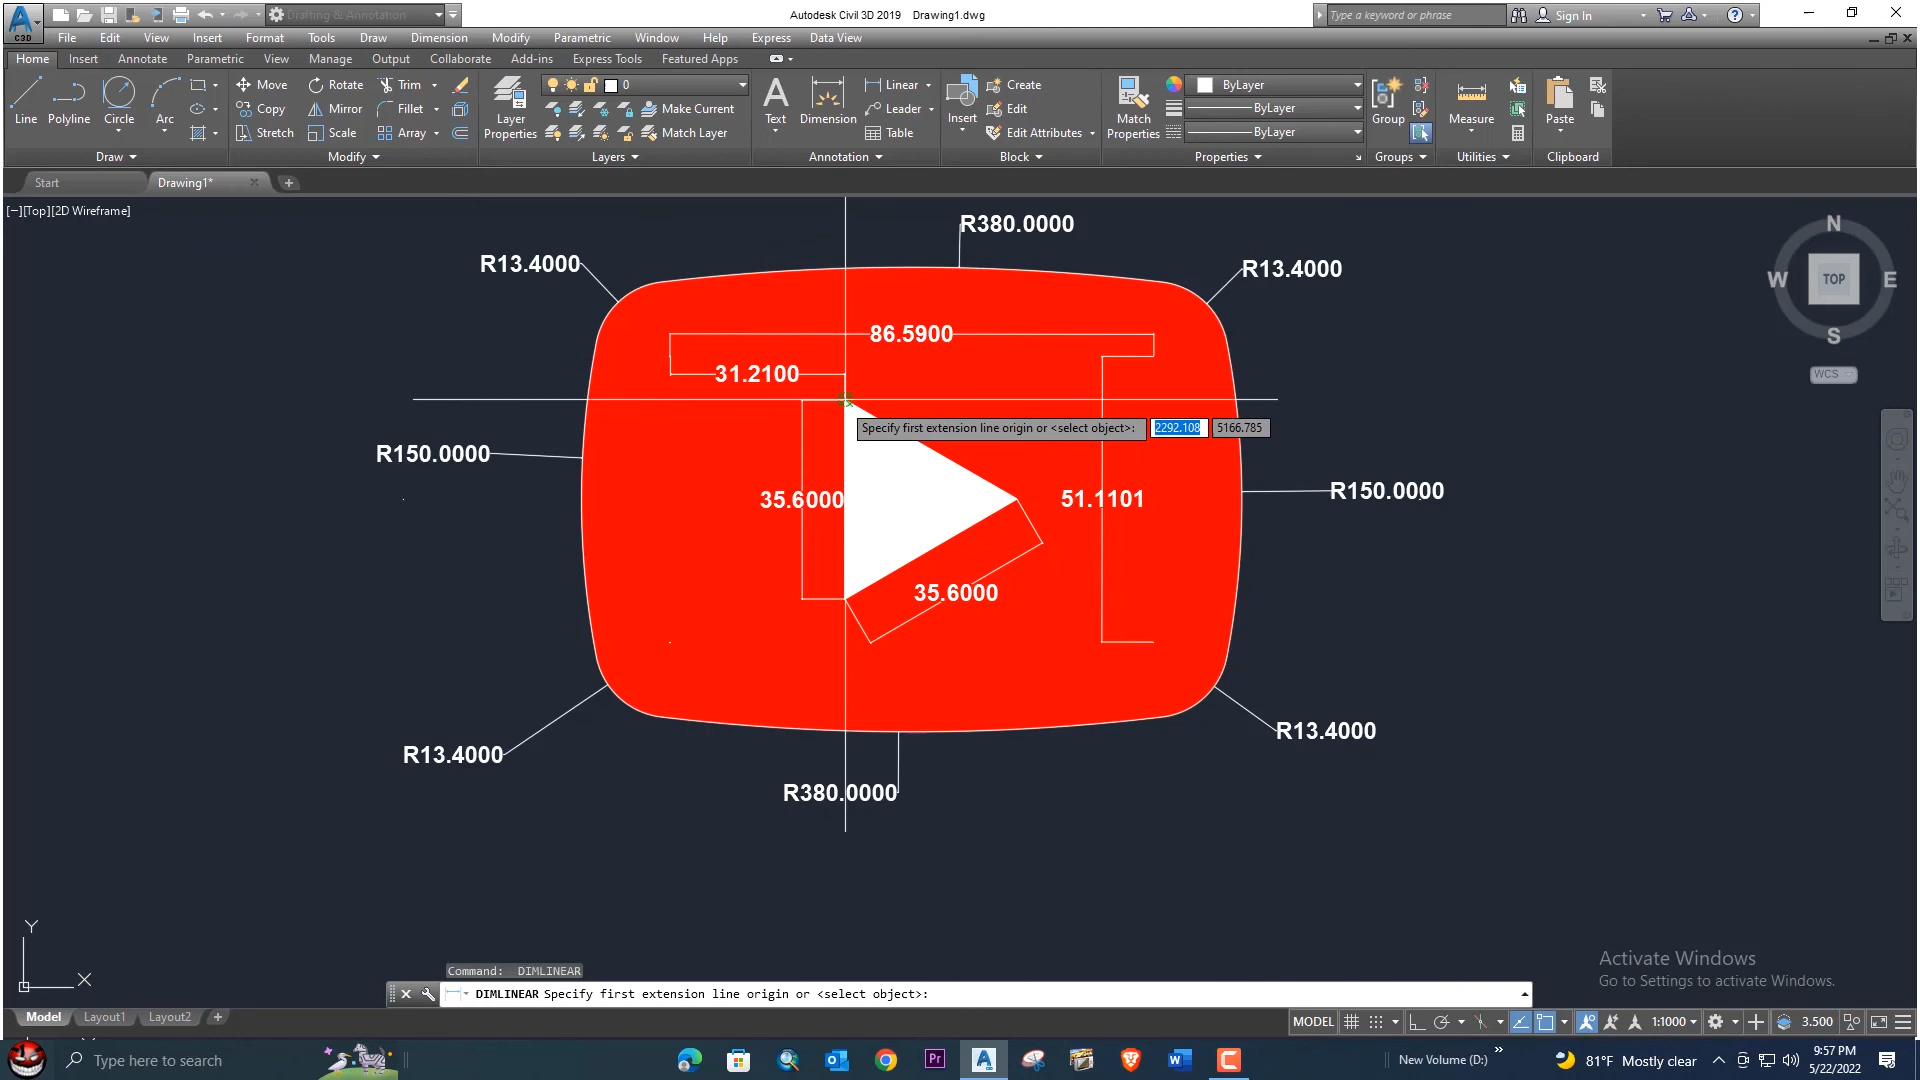 Drafting & Annotation
Autodesk Civil 3D 2019 Drawing1.dwg
Type a keyword or phrase
Sign In
C3D
File Edit View Insert Format Tools Draw Dimension Modify Parametric Window Help Express Data View
Home Insert Annotate Parametric View Manage Output Collaborate Add-ins Express Tools Featured Apps
Line Polyline Circle Arc
Move Rotate Trim
Copy Mirror Fillet
Stretch Scale Array
Layer Properties
0
Make Current
Match Layer
Text Dimension
Linear
Leader
Table
Insert
Create
Edit
Edit Attributes
Match Properties
ByLayer
ByLayer
ByLayer
Group
Measure
Paste
Draw Modify Layers Annotation Block Properties Groups Utilities Clipboard
Start Drawing1*
[−][Top][2D Wireframe]
N
W TOP E
S
WCS
R380.0000
R13.4000
R13.4000
86.5900
31.2100
Specify first extension line origin or <select object>: 2292.108 5166.785
R150.0000
R150.0000
35.6000
51.1101
35.6000
R13.4000
R13.4000
R380.0000
Y
X
Activate Windows
Go to Settings to activate Windows.
Command: DIMLINEAR
DIMLINEAR Specify first extension line origin or <select object>:
Model Layout1 Layout2
MODEL
1:1000
3.500
Type here to search
Pr
New Volume (D:)
81°F Mostly clear
9:57 PM
5/22/2022